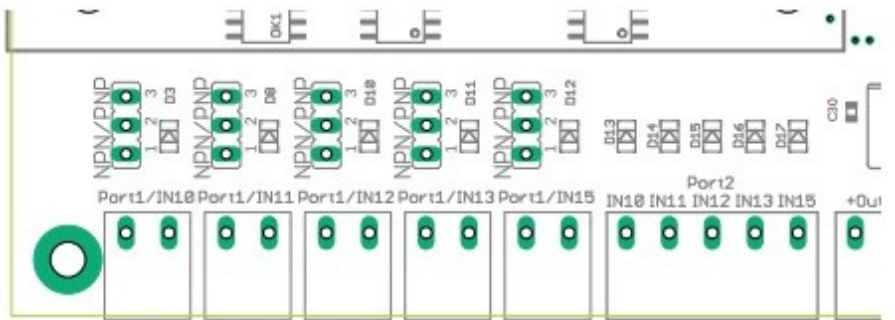 OK1
NPN/PNP 3 2 1 D3
NPN/PNP 3 2 1 D8
NPN/PNP 3 2 1 D10
NPN/PNP 3 2 1 D11
NPN/PNP 3 2 1 D12
D13 D14 D15 D16 D17 C30
Port2
Port1/IN10 Port1/IN11 Port1/IN12 Port1/IN13 Port1/IN15 IN10 IN11 IN12 IN13 IN15 +Out